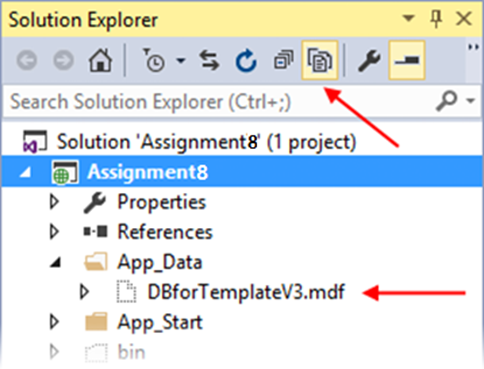 Solution Explorer
Search Solution Explorer (Ctrl+;)
Solution 'Assignment8' (1 project)
Assignment8
Properties
References
App_Data
DBforTemplateV3.mdf
App_Start
bin